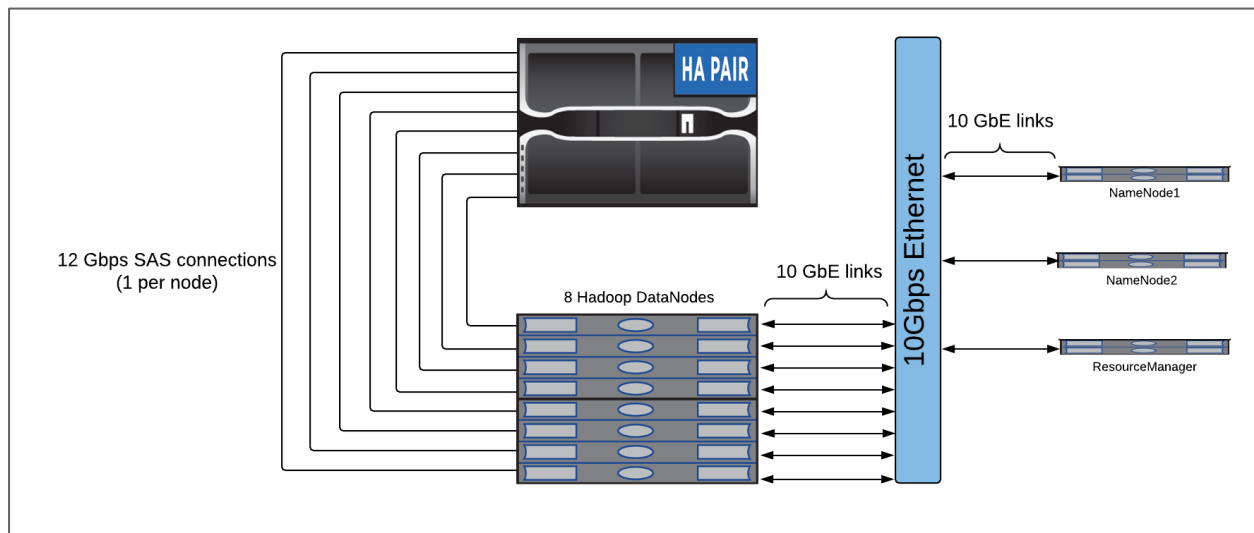 HA PAIR
12 Gbps SAS connections
(1 per node)
8 Hadoop DataNodes
10 GbE links
10Gbps Ethernet
10 GbE links
NameNode1
NameNode2
ResourceManager